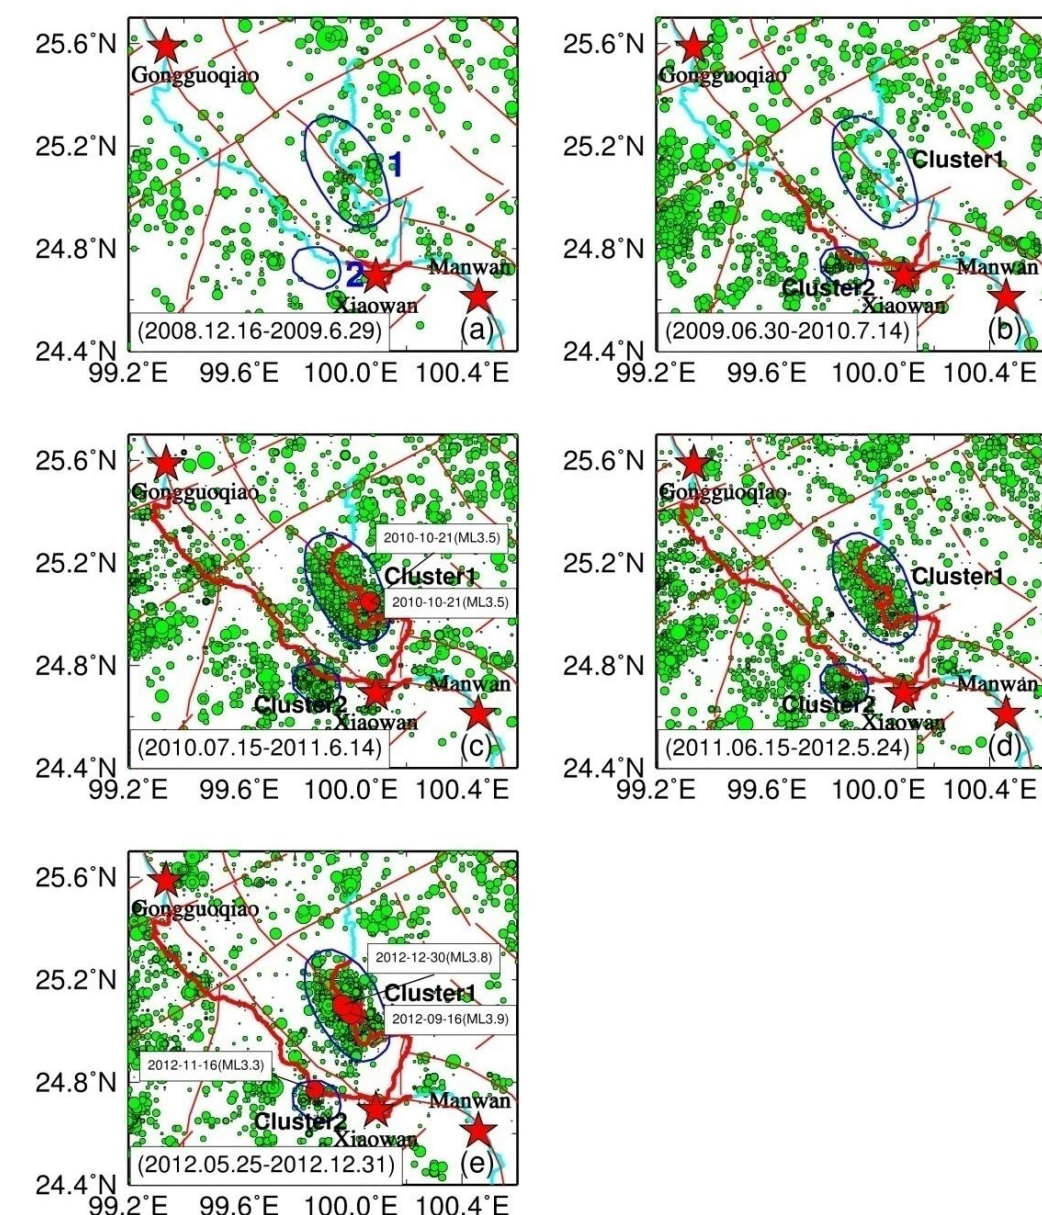 25.6°N
Gongguoqiao
25.2°N
1
24.8°N
2
Manwan
Xiaowan
(2008.12.16-2009.6.29)
(a)
24.4°N
99.2°E 99.6°E 100.0°E 100.4°E
25.6°N
Gongguoqiao
25.2°N
Cluster1
24.8°N
Manwan
Cluster2
Xiaowan
(2009.06.30-2010.7.14)
(b)
24.4°N
99.2°E 99.6°E 100.0°E 100.4°E
25.6°N
Gongguoqiao
2010-10-21(ML3.5)
25.2°N
Cluster1
2010-10-21(ML3.5)
24.8°N
Manwan
Cluster2
Xiaowan
(2010.07.15-2011.6.14)
(c)
24.4°N
99.2°E 99.6°E 100.0°E 100.4°E
25.6°N
Gongguoqiao
25.2°N
Cluster1
24.8°N
Manwan
Cluster2
Xiaowan
(2011.06.15-2012.5.24)
(d)
24.4°N
99.2°E 99.6°E 100.0°E 100.4°E
25.6°N
Gongguoqiao
2012-12-30(ML3.8)
25.2°N
Cluster1
2012-09-16(ML3.9)
2012-11-16(ML3.3)
24.8°N
Manwan
Cluster2
Xiaowan
(2012.05.25-2012.12.31)
(e)
24.4°N
99.2°E 99.6°E 100.0°E 100.4°E